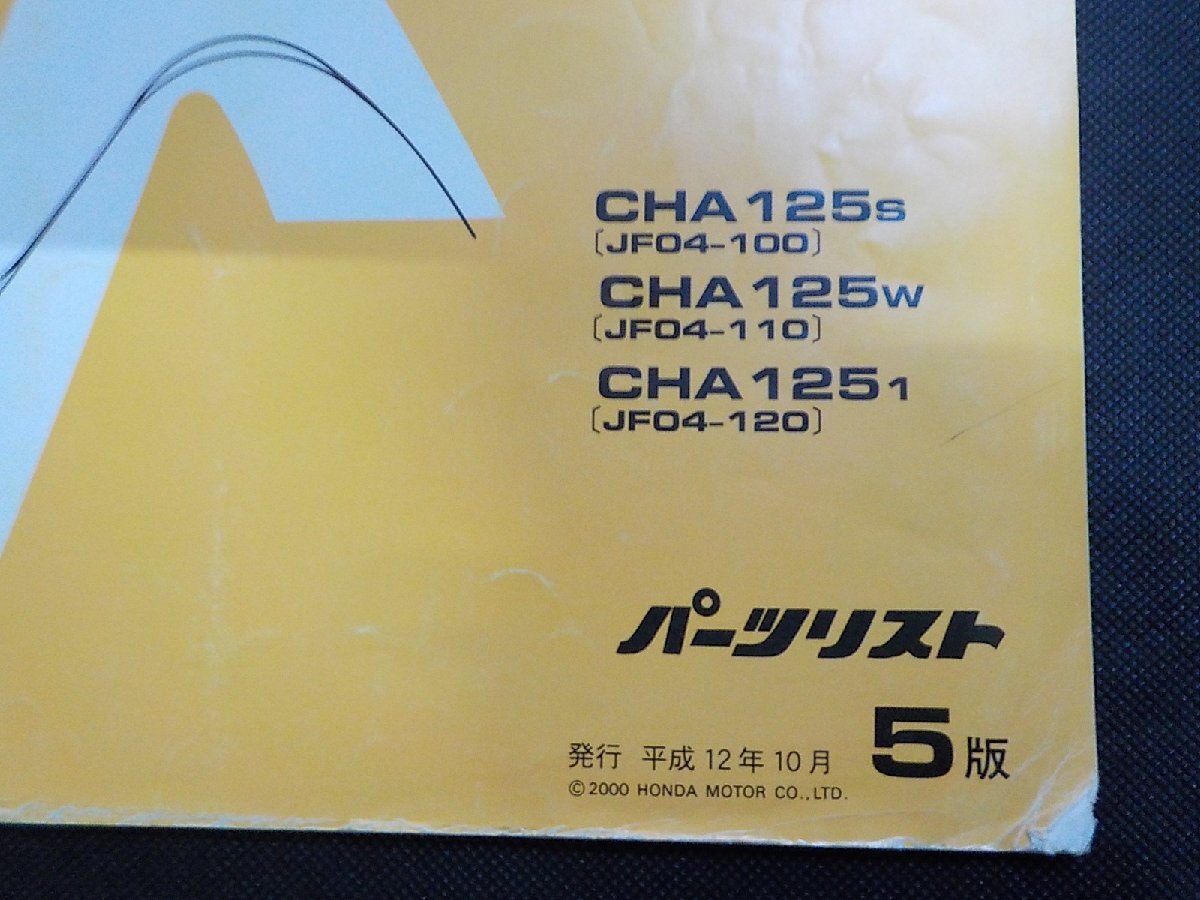 CHA125S
[JF04-100]
CHA125W
[JF04-110]
CHA1251
[JF04-120]
パーツリスト
発行 平成12年10月 5版
©2000 HONDA MOTOR CO.,LTD.